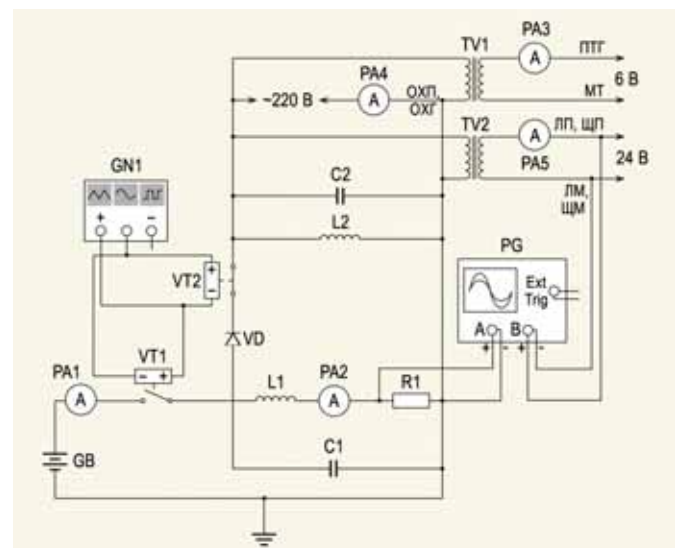 PA3
TV1
A
ПТГ
6 В
PA4
~220 В
A
ОХП,
ОХГ
МТ
TV2
A
ЛП, ЩП
PA5
24 В
GN1
C2
ЛМ,
ЩМ
+ −
L2
PG
VT2
+
−
Ext
Trig
VD
A B
+ - + -
VT1
− +
PA1
L1
PA2
R1
A
A
C1
GB